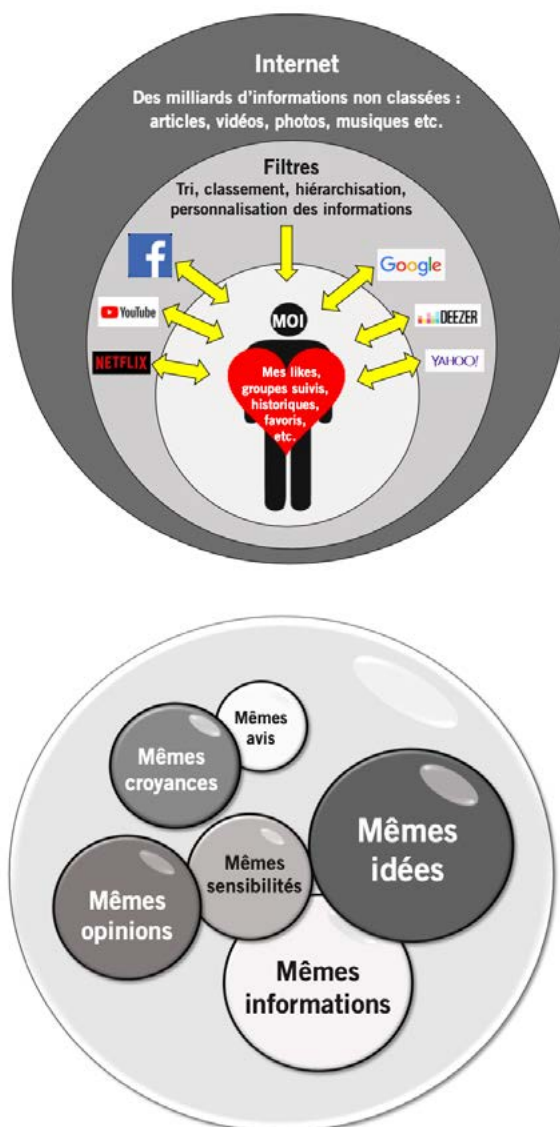 Internet
Des milliards d'informations non classées :
articles, vidéos, photos, musiques etc.
Filtres
Tri, classement, hiérarchisation,
personnalisation des informations
f
Google
YouTube
MOI
DEEZER
NETFLIX
YAHOO!
Mes likes,
groupes suivis,
historiques,
favoris,
etc.
Mêmes
avis
Mêmes
croyances
Mêmes
idées
Mêmes
sensibilités
Mêmes
opinions
Mêmes
informations